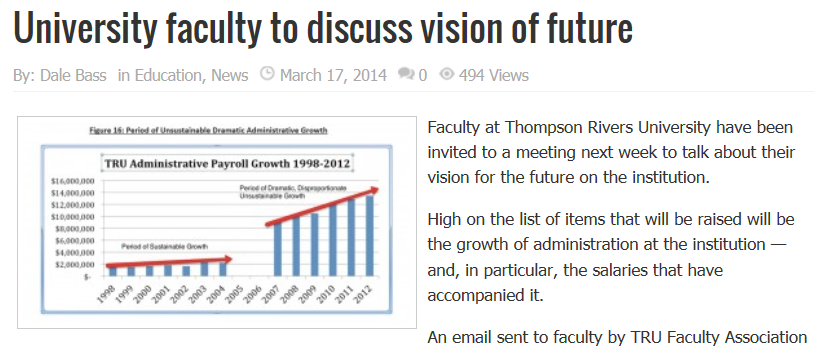 University faculty to discuss vision of future
By: Dale Bass in Education, News March 17, 2014 0 494 Views
Figure 16: Period of Unsustainable Dramatic Administrative Growth
TRU Administrative Payroll Growth 1998-2012
$16,000,000
$14,000,000
$12,000,000
$10,000,000
$8,000,000
$6,000,000
$4,000,000
$2,000,000
$-
Period of Sustainable Growth
Period of Dramatic, Disproportionate
Unsustainable Growth
1998 1999 2000 2001 2002 2003 2004 2005 2006 2007 2008 2009 2010 2011 2012
Faculty at Thompson Rivers University have been
invited to a meeting next week to talk about their
vision for the future on the institution.
High on the list of items that will be raised will be
the growth of administration at the institution —
and, in particular, the salaries that have
accompanied it.
An email sent to faculty by TRU Faculty Association